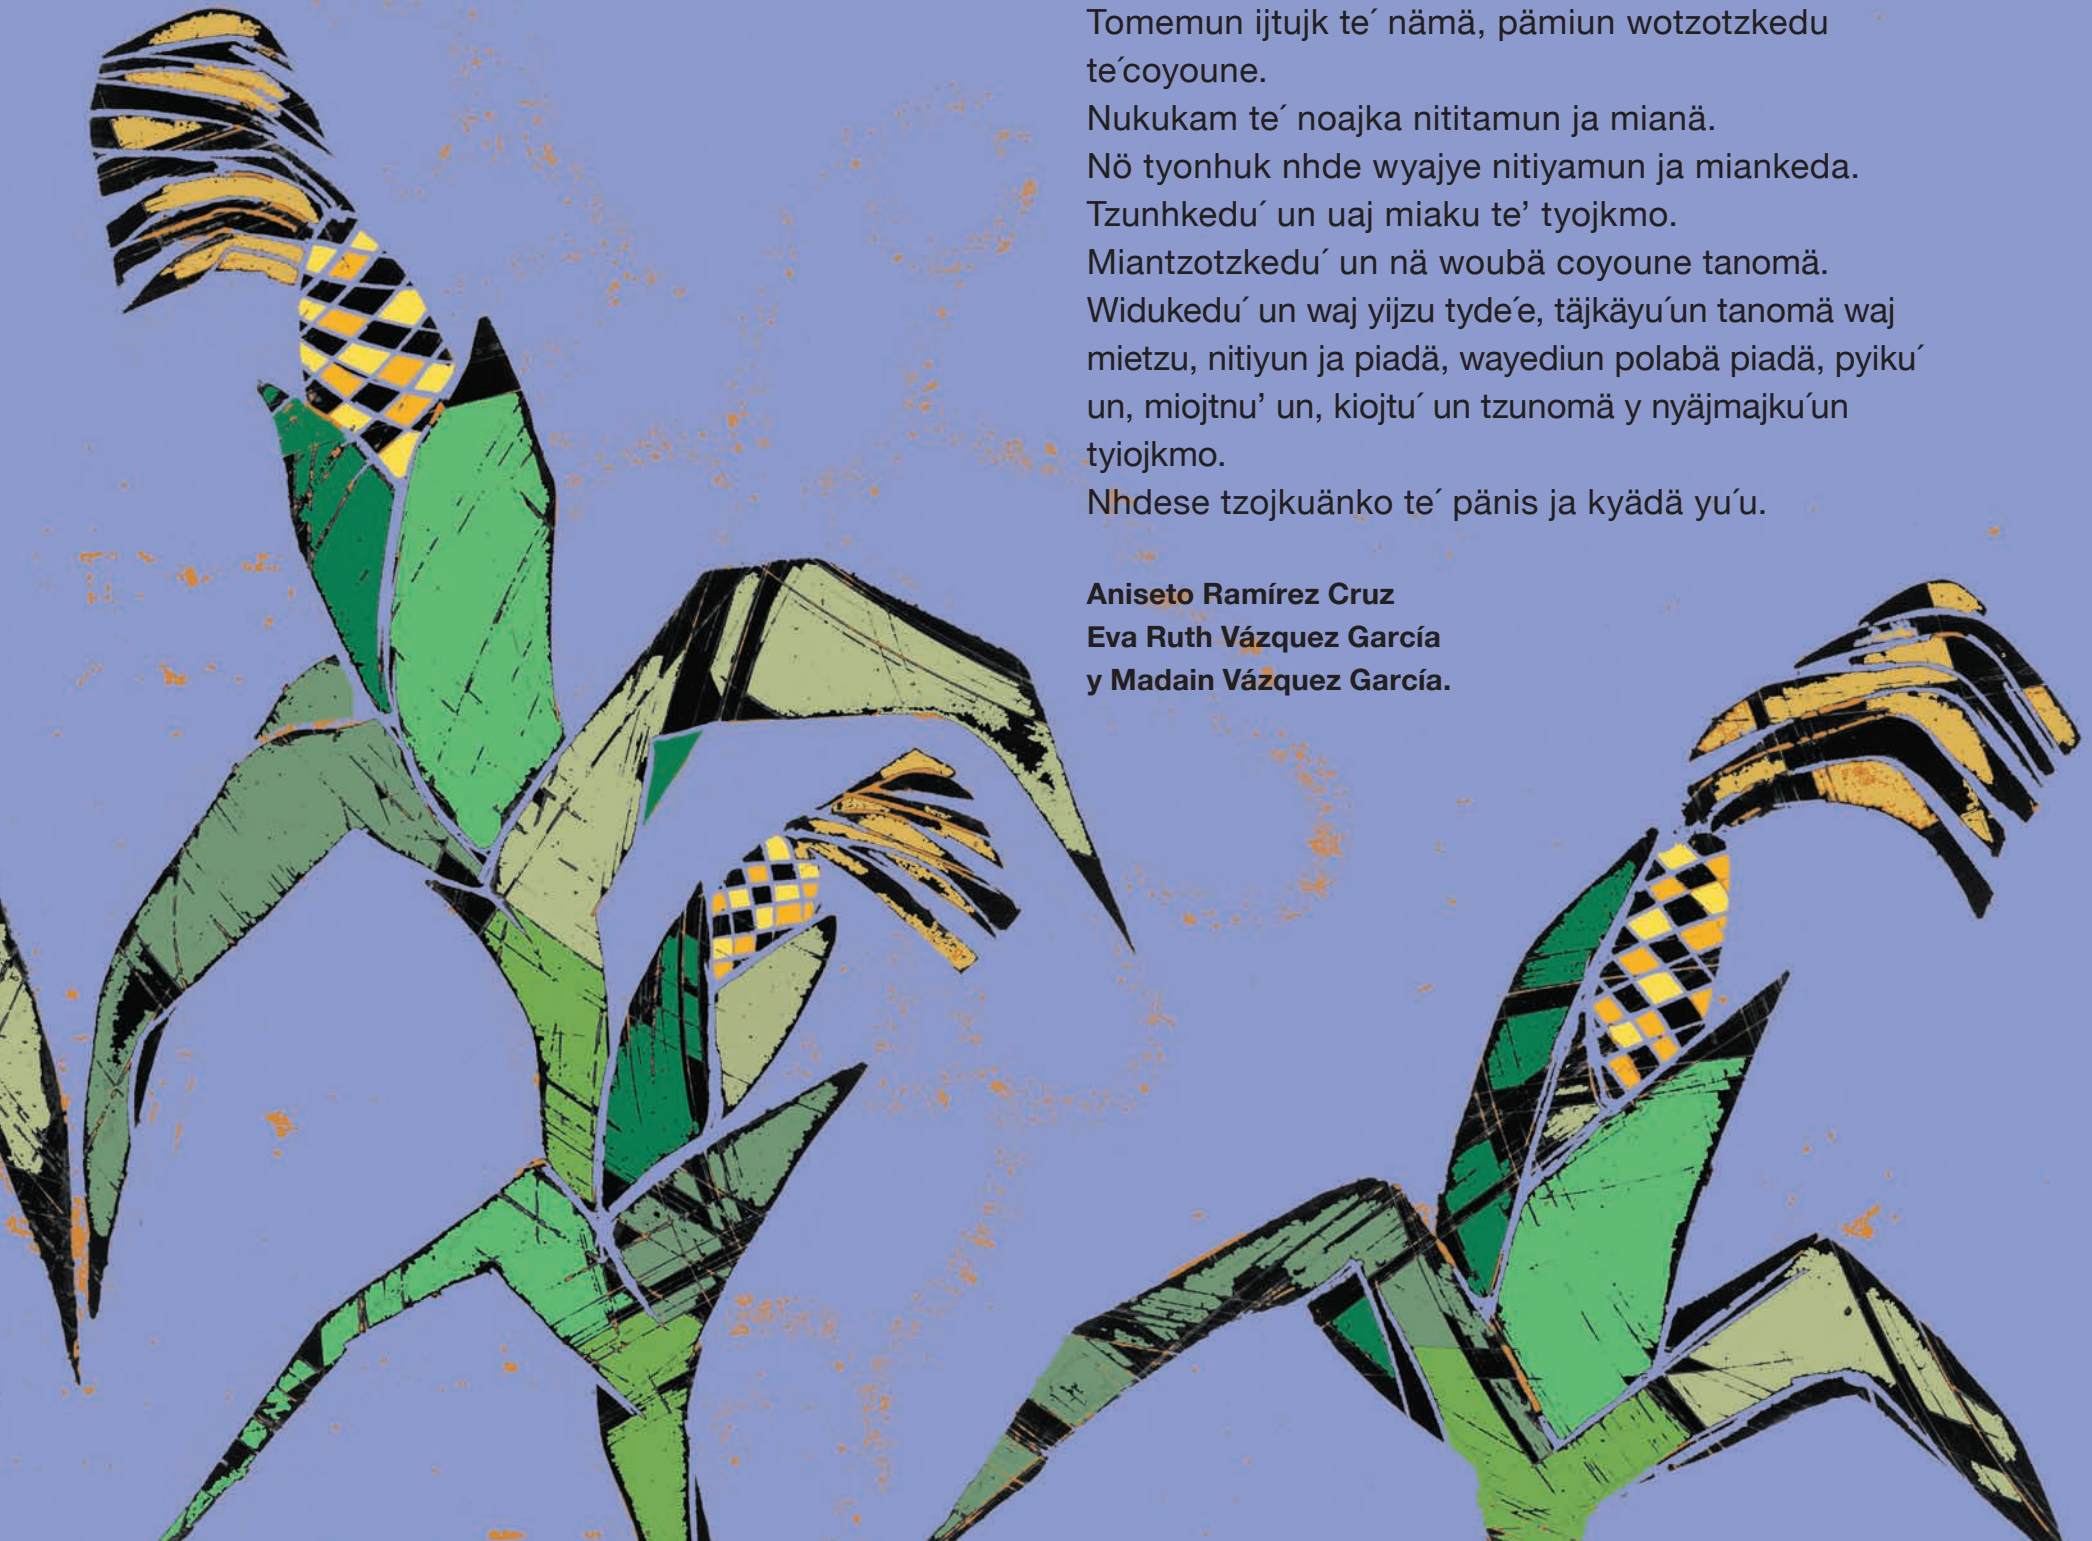 Tomemun ijtujk te´ nämä, pämiun wotzotzkedu
te´coyoune.
Nukukam te´ noajka nititamun ja mianä.
Nö tyonhuk nhde wyajye nitiyamun ja miankeda.
Tzunhkedu´ un uaj miaku te’ tyojkmo.
Miantzotzkedu´ un nä woubä coyoune tanomä.
Widukedu´ un waj yijzu tyde´e, täjkäyu´un tanomä waj
mietzu, nitiyun ja piadä, wayediun polabä piadä, pyiku´
un, miojtnu’ un, kiojtu´ un tzunomä y nyäjmajku´un
tyiojkmo.
Nhdese tzojkuänko te´ pänis ja kyädä yu´u.
Aniseto Ramírez Cruz
Eva Ruth Vázquez García
y Madain Vázquez García.